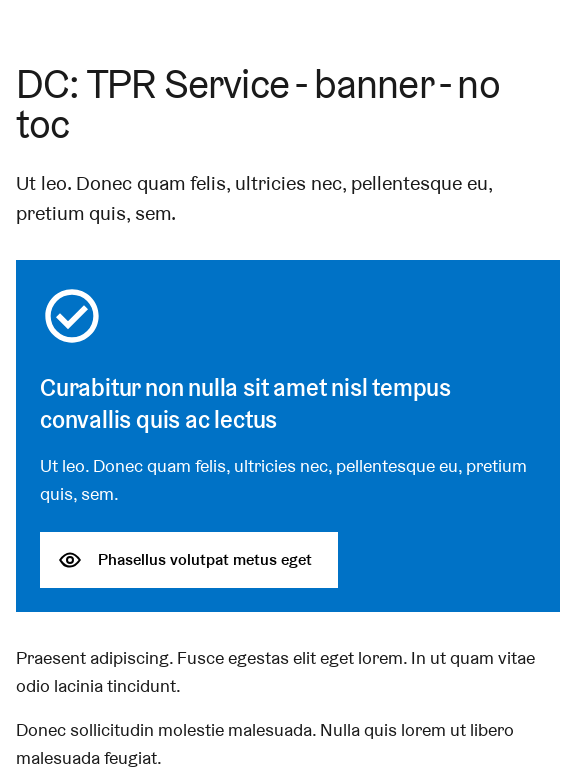 DC: TPR Service - banner - no
toc
Ut leo. Donec quam felis, ultricies nec, pellentesque eu,
pretium quis, sem.
Curabitur non nulla sit amet nisl tempus
convallis quis ac lectus
Ut leo. Donec quam felis, ultricies nec, pellentesque eu, pretium
quis, sem.
Phasellus volutpat metus eget
Praesent adipiscing. Fusce egestas elit eget lorem. In ut quam vitae
odio lacinia tincidunt.
Donec sollicitudin molestie malesuada. Nulla quis lorem ut libero
malesuada feugiat.